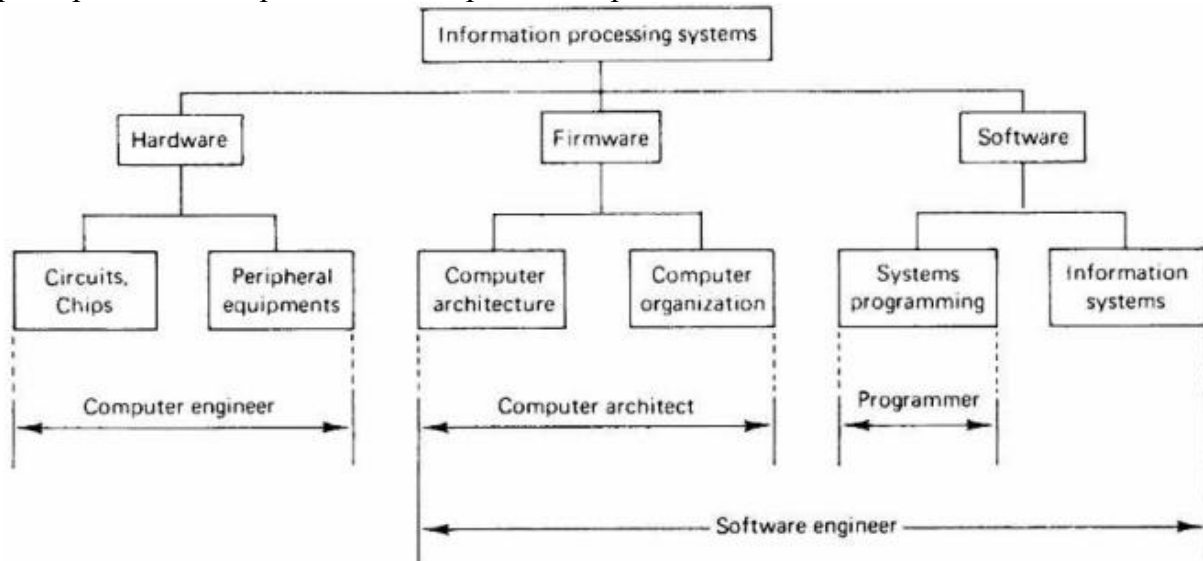 Information processing systems
Hardware
Firmware
Software
Circuits,
Chips
Peripheral
equipments
Computer
architecture
Computer
organization
Systems
programming
Information
systems
Computer engineer
Computer architect
Programmer
Software engineer